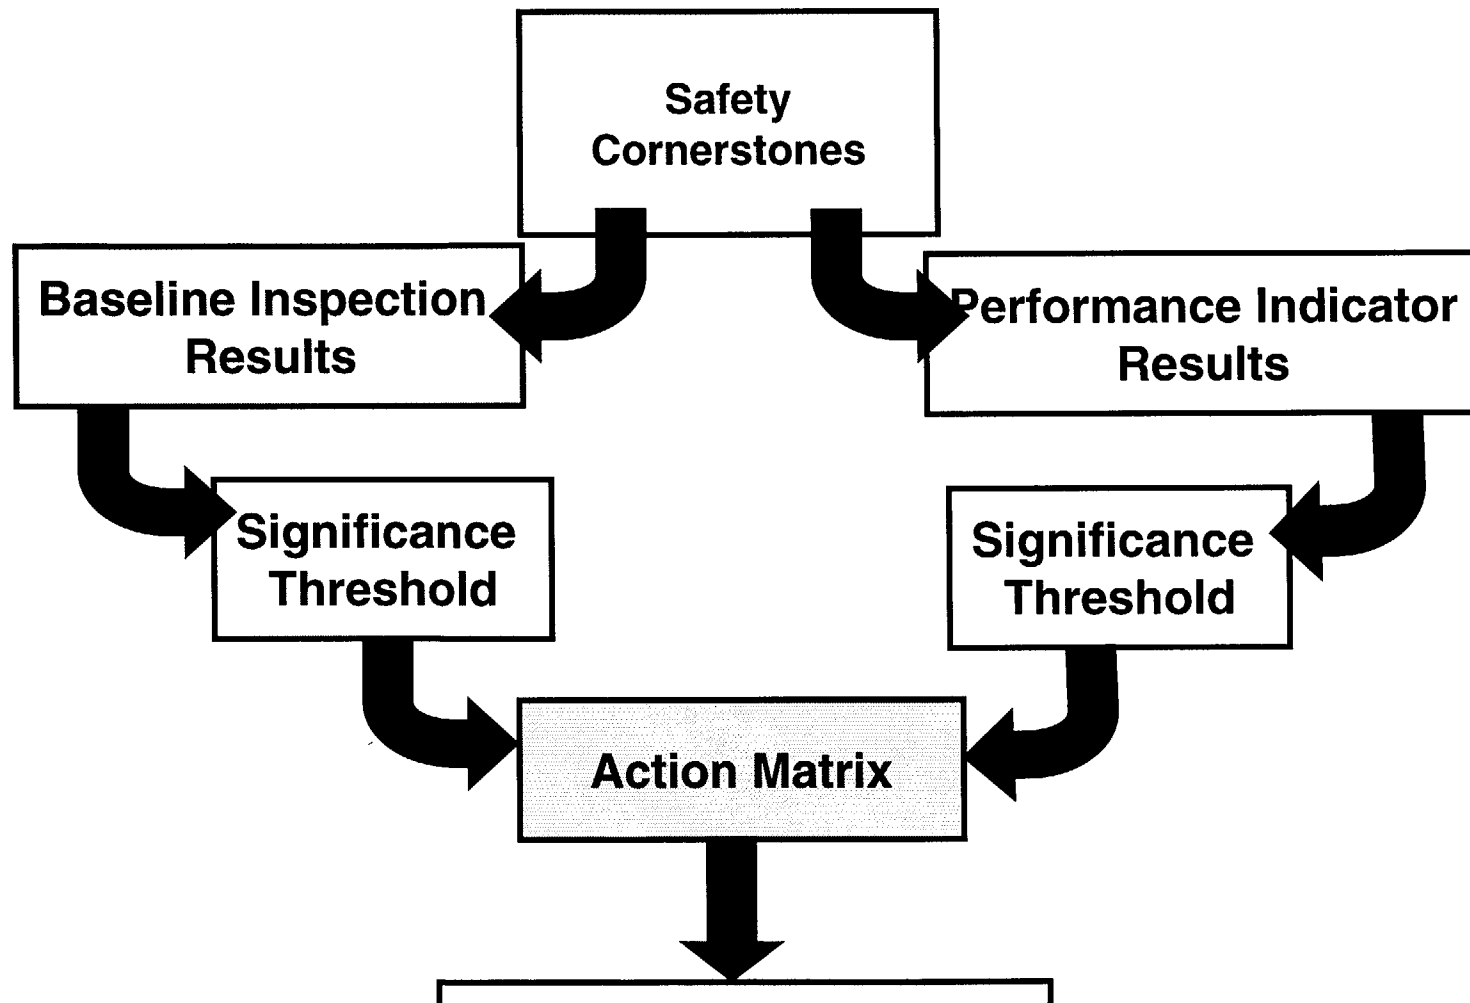 Safety
Cornerstones
Baseline Inspection
Results
Performance Indicator
Results
Significance
Threshold
Significance
Threshold
Action Matrix